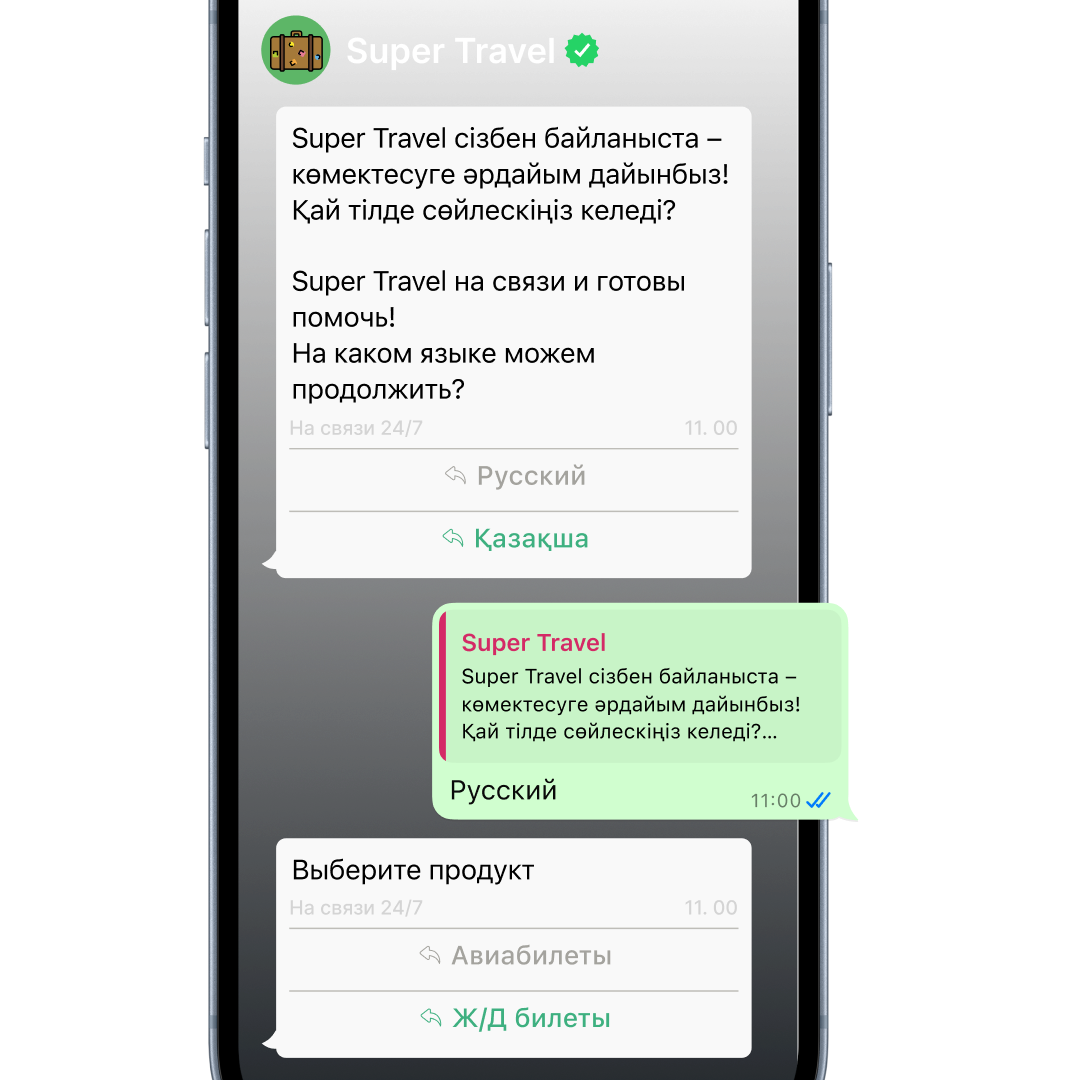 Super Travel
Super Travel сізбен байланыста –
көмектесуге әрдайым дайынбыз!
Қай тілде сөйлескіңіз келеді?
Super Travel на связи и готовы
помочь!
На каком языке можем
продолжить?
На связи 24/7 11. 00
Русский
Қазақша
Super Travel
Super Travel сізбен байланыста –
көмектесуге әрдайым дайынбыз!
Қай тілде сөйлескіңіз келеді?...
Русский
11:00
Выберите продукт
На связи 24/7 11. 00
Авиабилеты
Ж/Д билеты